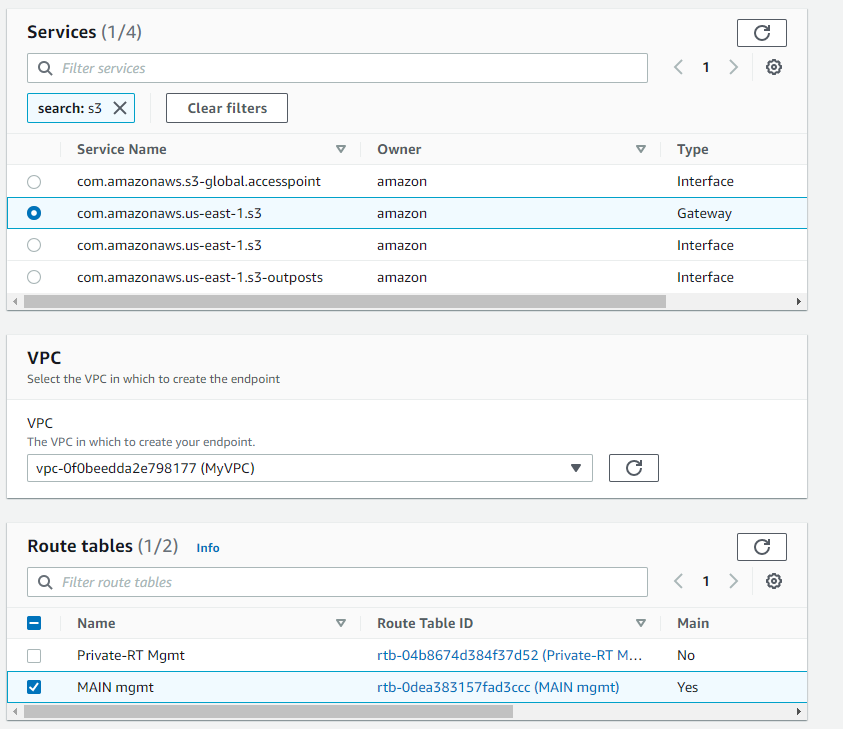 Services (1/4)
Filter services
1
search: s3
Clear filters
Service Name Owner Type
com.amazonaws.s3-global.accesspoint amazon Interface
com.amazonaws.us-east-1.s3 amazon Gateway
com.amazonaws.us-east-1.s3 amazon Interface
com.amazonaws.us-east-1.s3-outposts amazon Interface
VPC
Select the VPC in which to create the endpoint
VPC
The VPC in which to create your endpoint.
vpc-0f0beedda2e798177 (MyVPC)
Route tables (1/2) Info
Filter route tables
1
Name Route Table ID Main
Private-RT Mgmt rtb-04b8674d384f37d52 (Private-RT M... No
MAIN mgmt rtb-0dea383157fad3ccc (MAIN mgmt) Yes